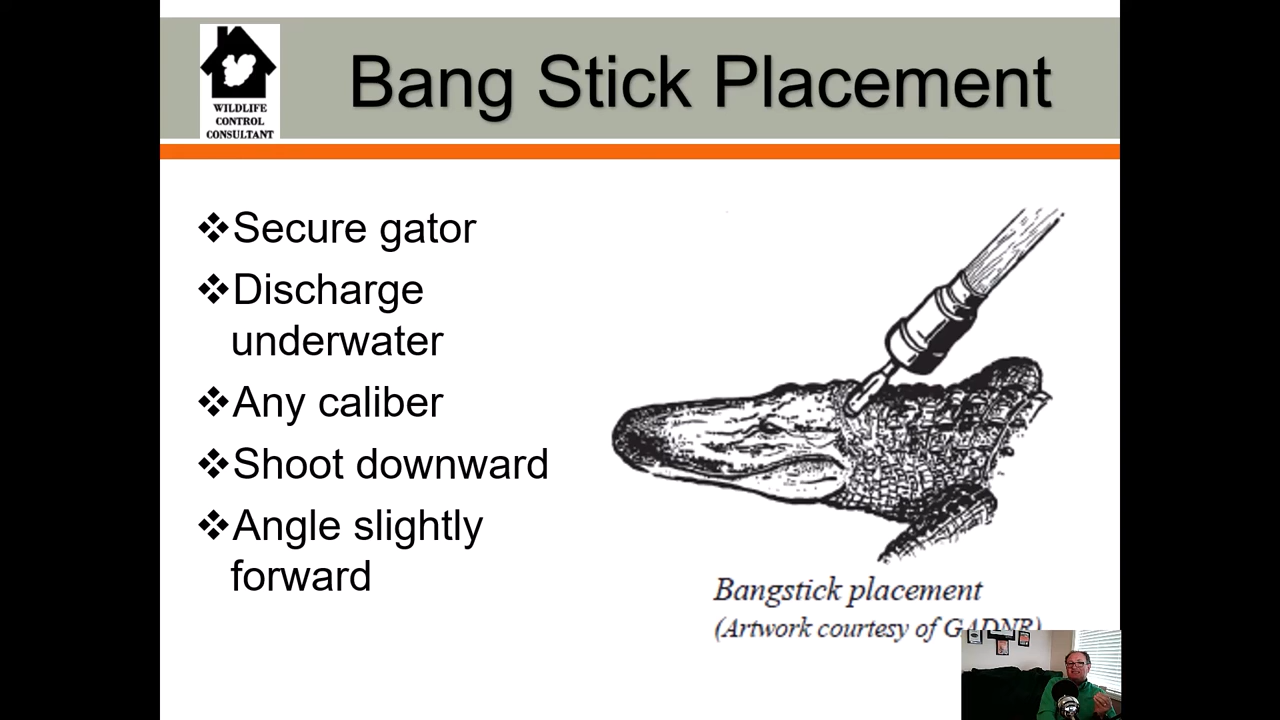 WILDLIFE
CONTROL
CONSULTANT
Bang Stick Placement
❖Secure gator
❖Discharge
underwater
❖Any caliber
❖Shoot downward
❖Angle slightly
forward
Bangstick placement
(Artwork courtesy of GADNR)